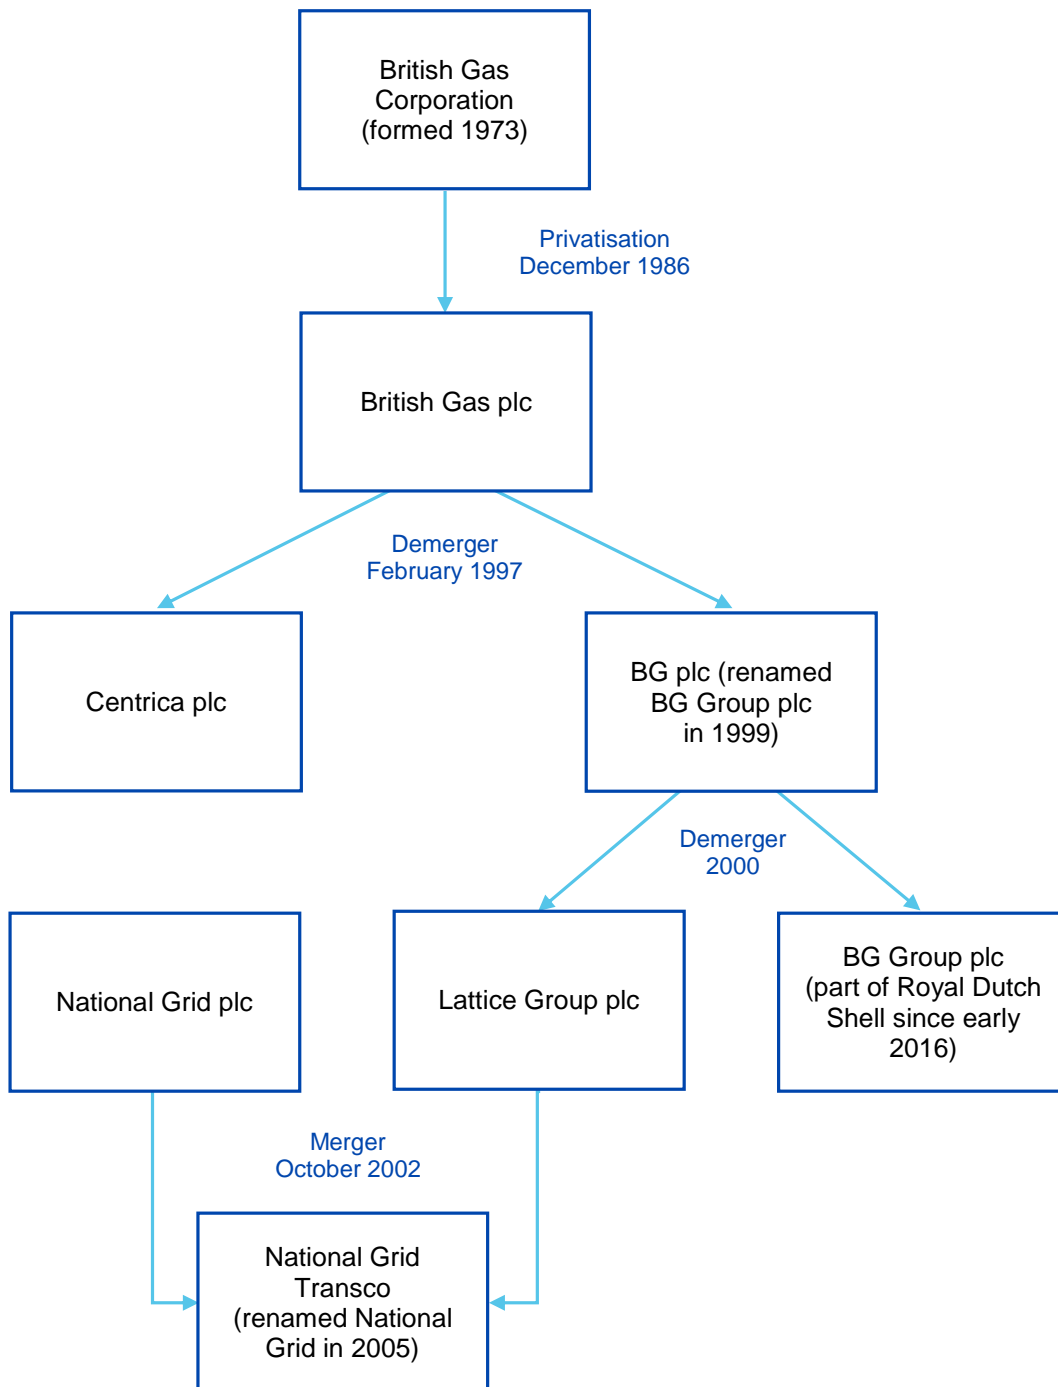 British Gas
Corporation
(formed 1973)
Privatisation
December 1986
British Gas plc
Demerger
February 1997
Centrica plc
BG plc (renamed
BG Group plc
in 1999)
Demerger
2000
National Grid plc
Lattice Group plc
BG Group plc
(part of Royal Dutch
Shell since early
2016)
Merger
October 2002
National Grid
Transco
(renamed National
Grid in 2005)